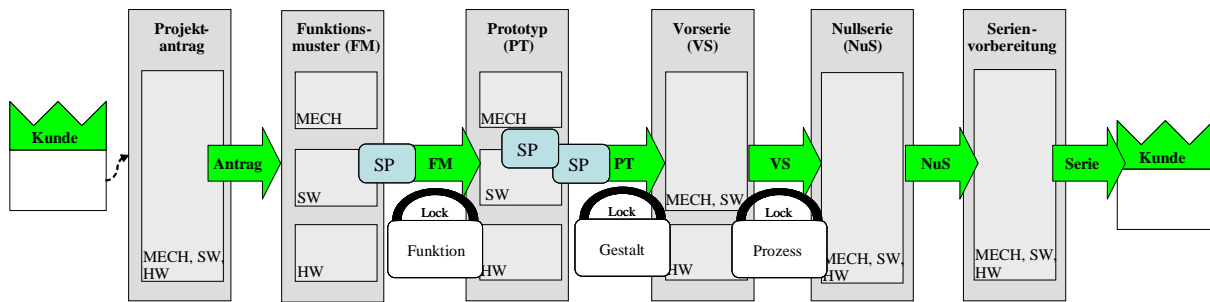 Projekt-
antrag
Funktions-
muster (FM)
Prototyp
(PT)
Vorserie
(VS)
Nullserie
(NuS)
Serien-
vorbereitung
Kunde
MECH, SW,
HW
Antrag
MECH
SW
HW
SP
FM
Lock
Funktion
MECH
SW
HW
SP
SP
PT
Lock
Gestalt
MECH, SW
HW
VS
Lock
Prozess
MECH, SW,
HW
NuS
MECH, SW,
HW
Serie
Kunde